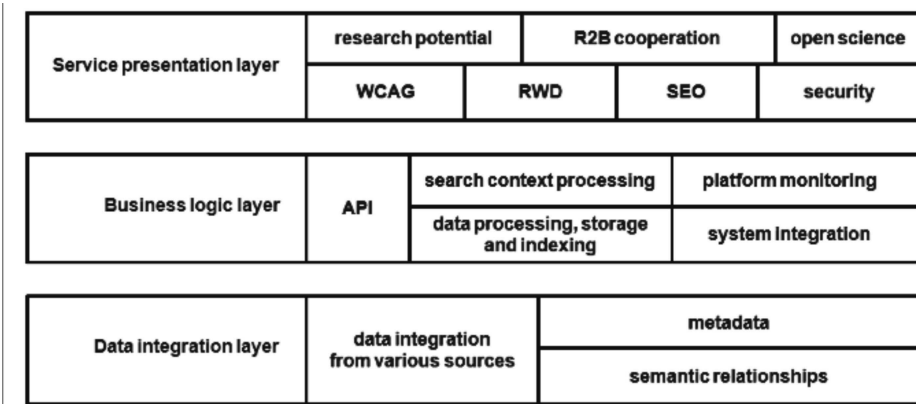 research potential R2B cooperation open science
Service presentation layer
WCAG RWD SEO security
search context processing platform monitoring
Business logic layer API
data processing, storage
and indexing
system integration
metadata
Data integration layer
data integration
from various sources
semantic relationships